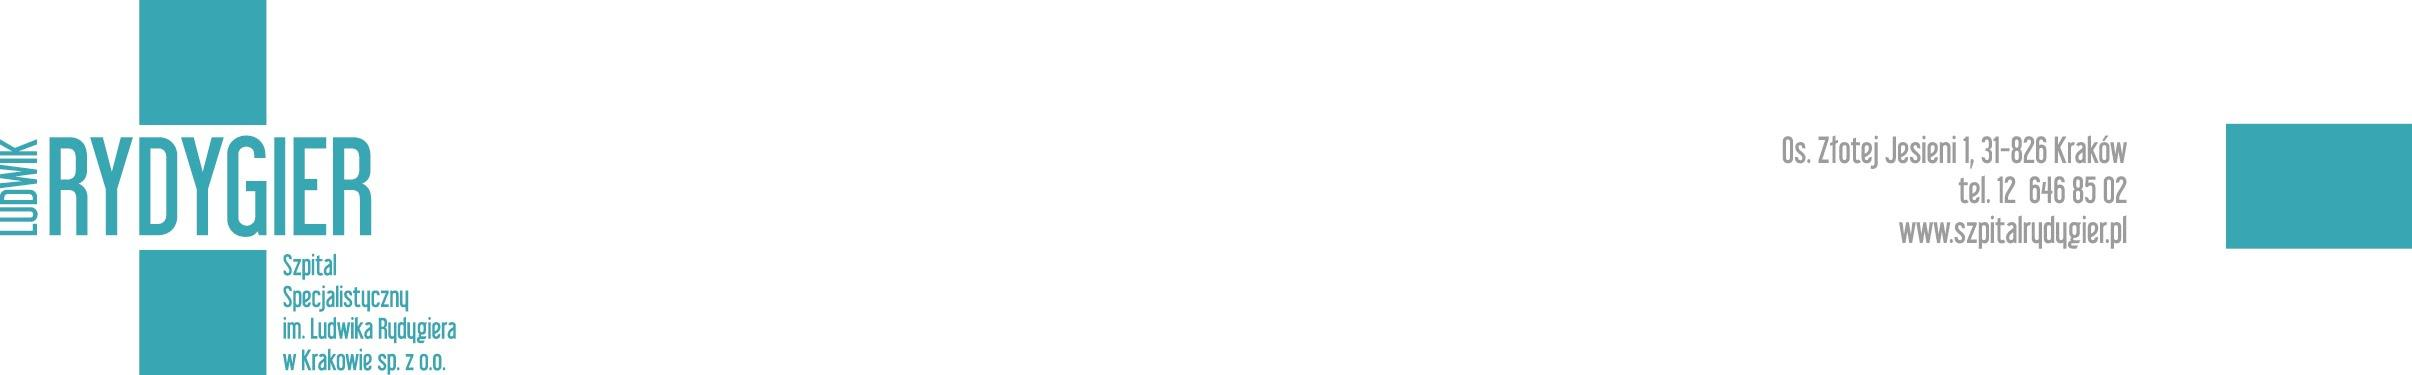 LUDWIK
RYDYGIER
Szpital
Specjalistyczny
im. Ludwika Rydygiera
w Krakowie sp. z o.o.
Os. Złotej Jesieni 1, 31-826 Kraków
tel. 12 646 85 02
www.szpitalrydygier.pl